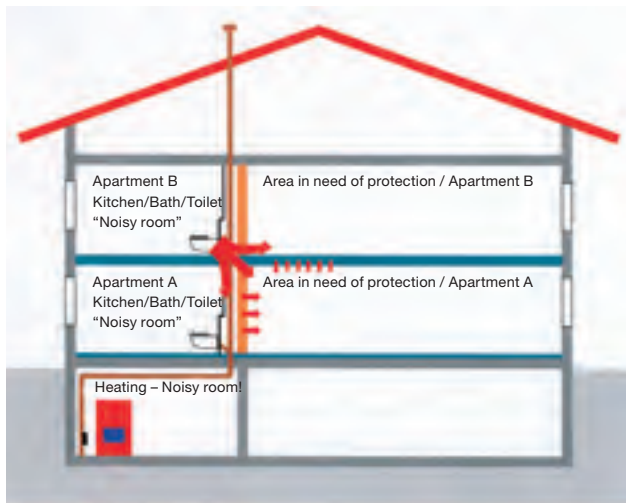 Apartment B
Kitchen/Bath/Toilet
“Noisy room”
Area in need of protection / Apartment B
Apartment A
Kitchen/Bath/Toilet
“Noisy room”
Area in need of protection / Apartment A
Heating – Noisy room!